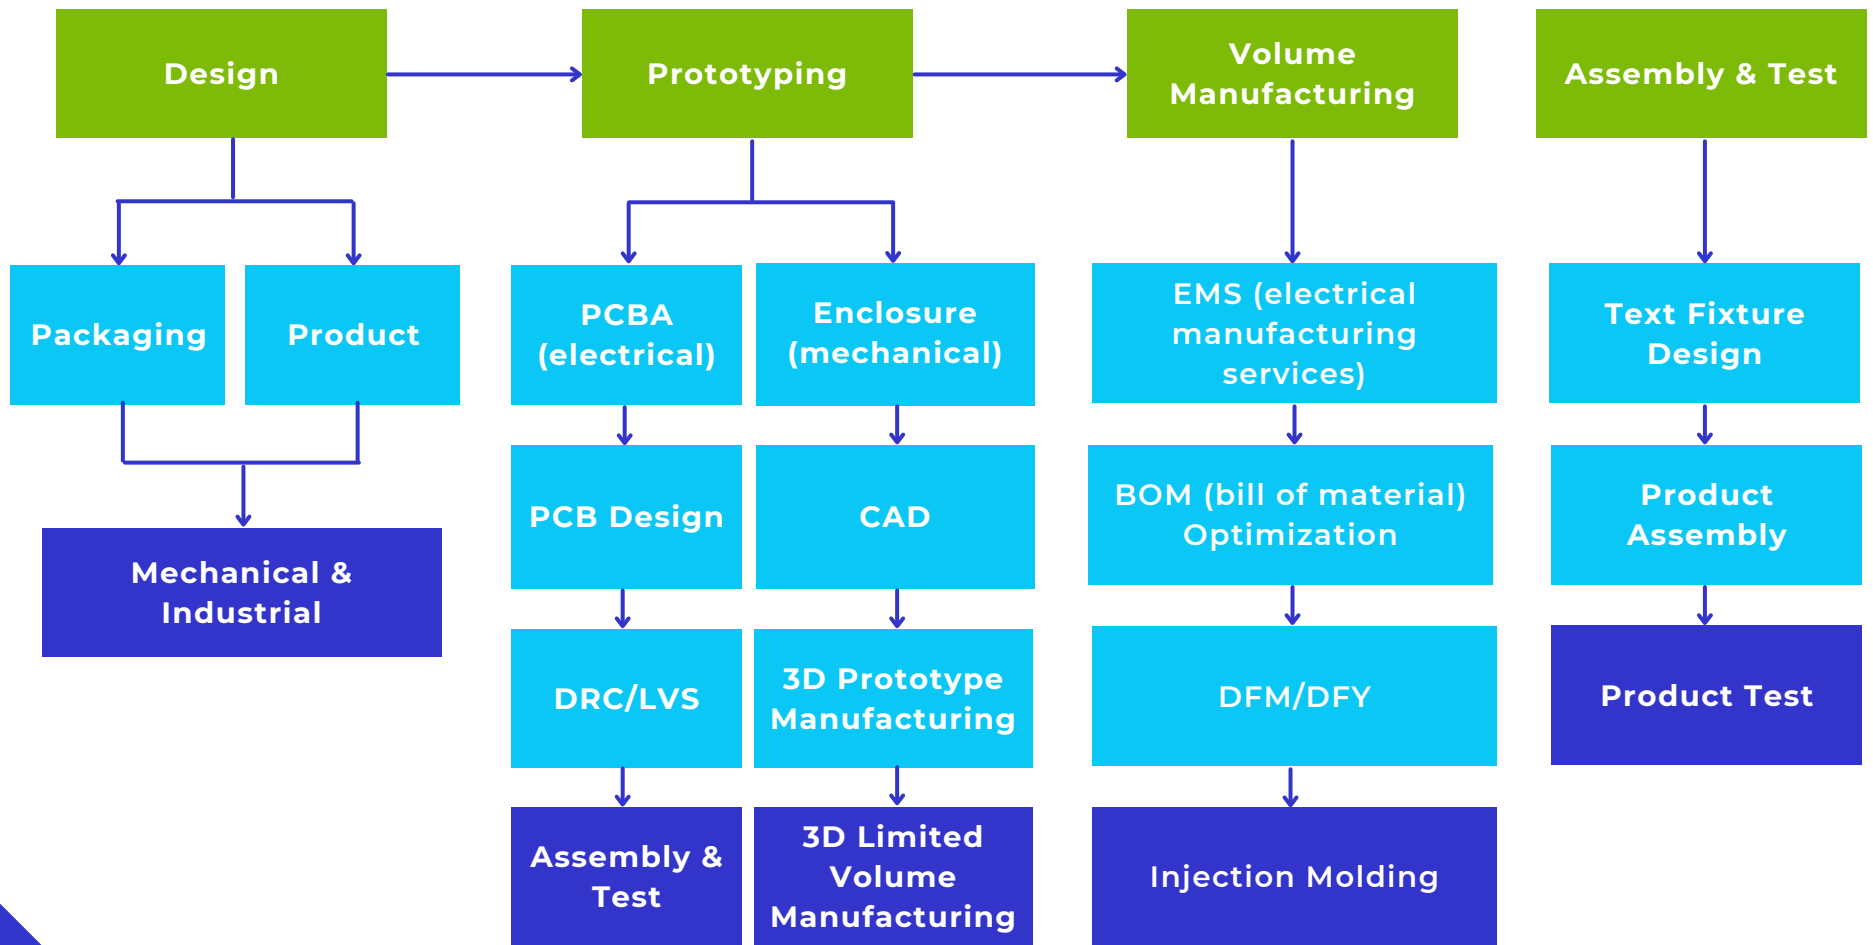 Design
Prototyping
Volume
Manufacturing
Assembly & Test
Packaging
Product
PCBA
(electrical)
Enclosure
(mechanical)
EMS (electrical
manufacturing
services)
Text Fixture
Design
PCB Design
CAD
BOM (bill of material)
Optimization
Product
Assembly
Mechanical &
Industrial
DRC/LVS
3D Prototype
Manufacturing
DFM/DFY
Product Test
Assembly &
Test
3D Limited
Volume
Manufacturing
Injection Molding